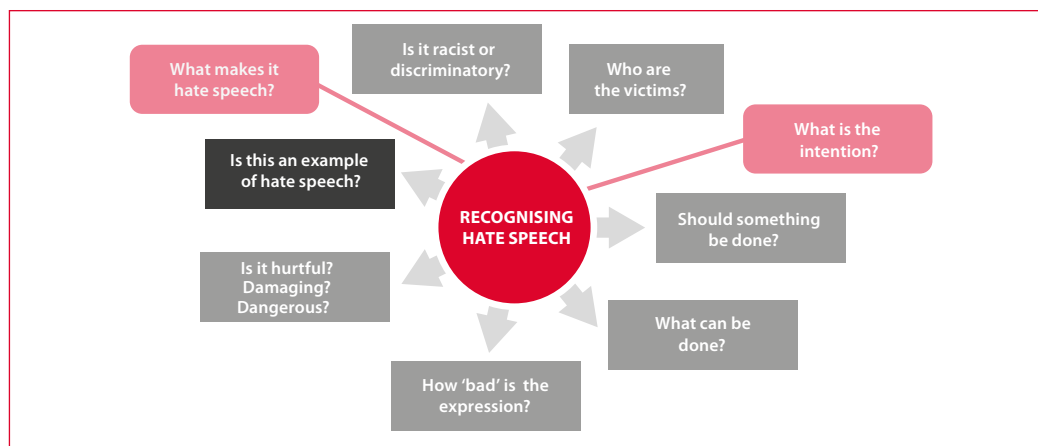 Is it racist or
discriminatory?
What makes it
hate speech?
Who are
the victims?
What is the
intention?
Is this an example
of hate speech?
RECOGNISING
HATE SPEECH
Should something
be done?
Is it hurtful?
Damaging?
Dangerous?
What can be
done?
How ‘bad’ is the
expression?